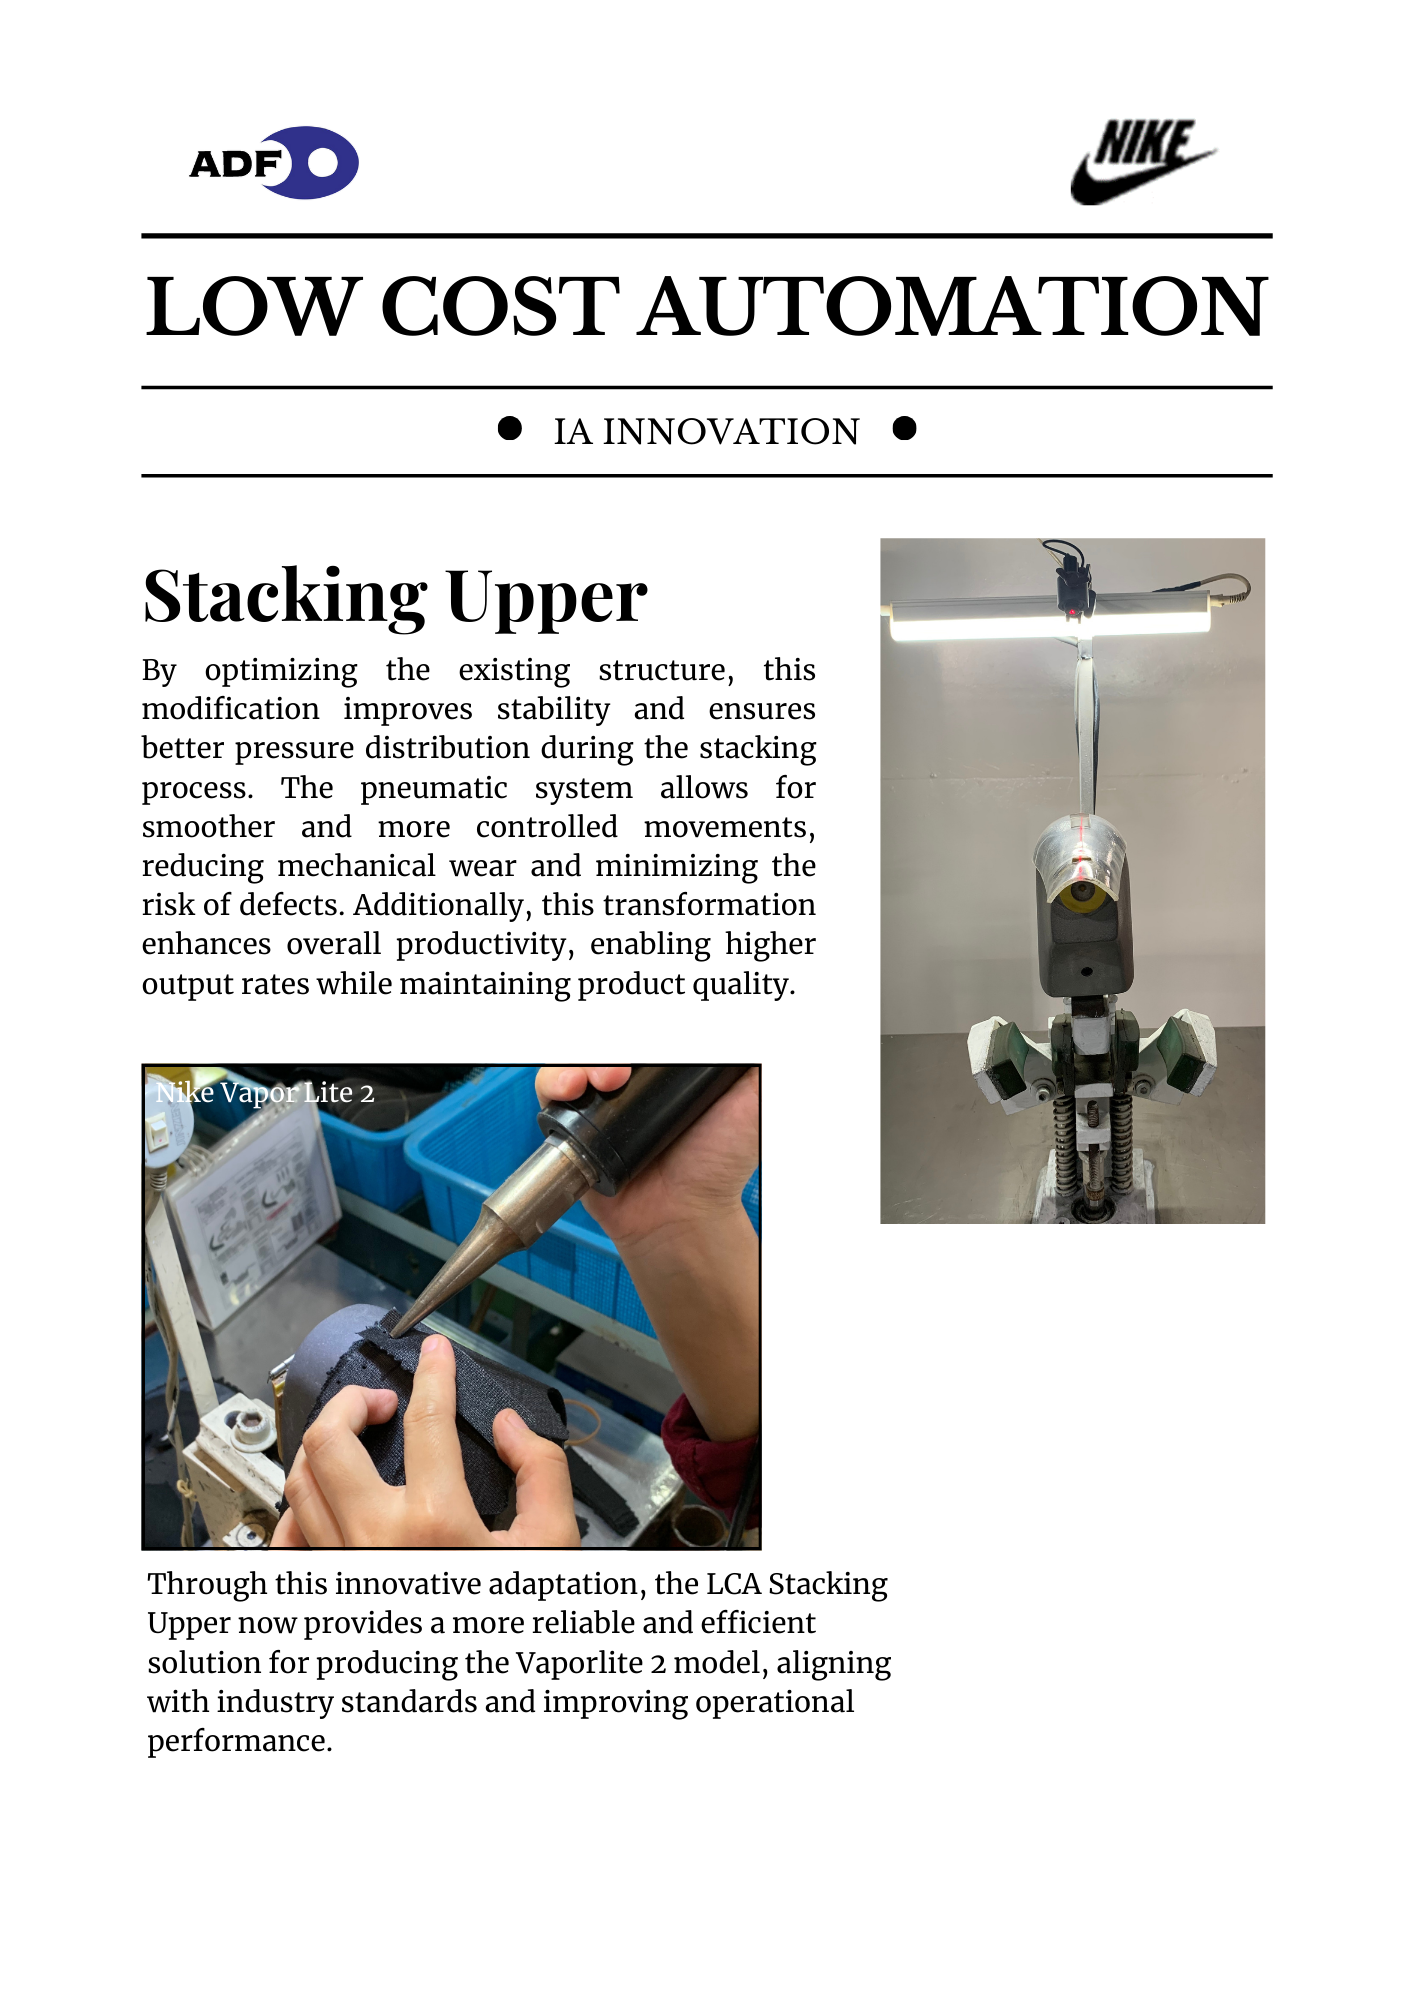 ADF
NIKE
LOW COST AUTOMATION
IA INNOVATION
Stacking Upper
By optimizing the existing structure, this
modification improves stability and ensures
better pressure distribution during the stacking
process. The pneumatic system allows for
smoother and more controlled movements,
reducing mechanical wear and minimizing the
risk of defects. Additionally, this transformation
enhances overall productivity, enabling higher
output rates while maintaining product quality.
Nike Vapor Lite 2
Through this innovative adaptation, the LCA Stacking
Upper now provides a more reliable and efficient
solution for producing the Vaporlite 2 model, aligning
with industry standards and improving operational
performance.